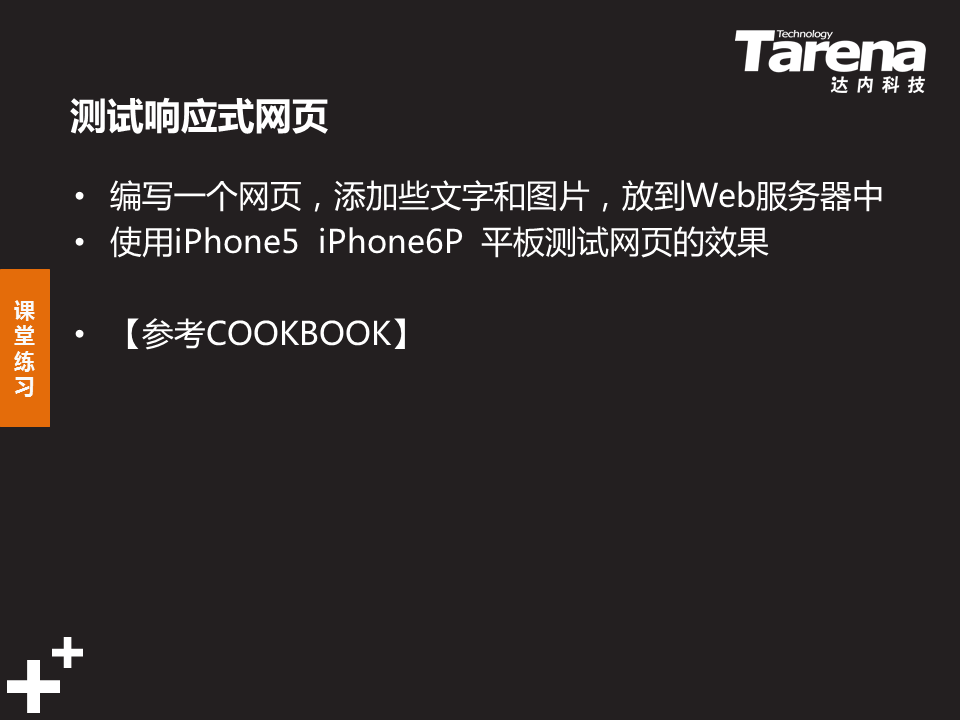 Technology
Tarena
达内科技
测试响应式网页
• 编写一个网页，添加些文字和图片，放到Web服务器中
• 使用iPhone5 iPhone6P 平板测试网页的效果
• 【参考COOKBOOK】
课堂练习